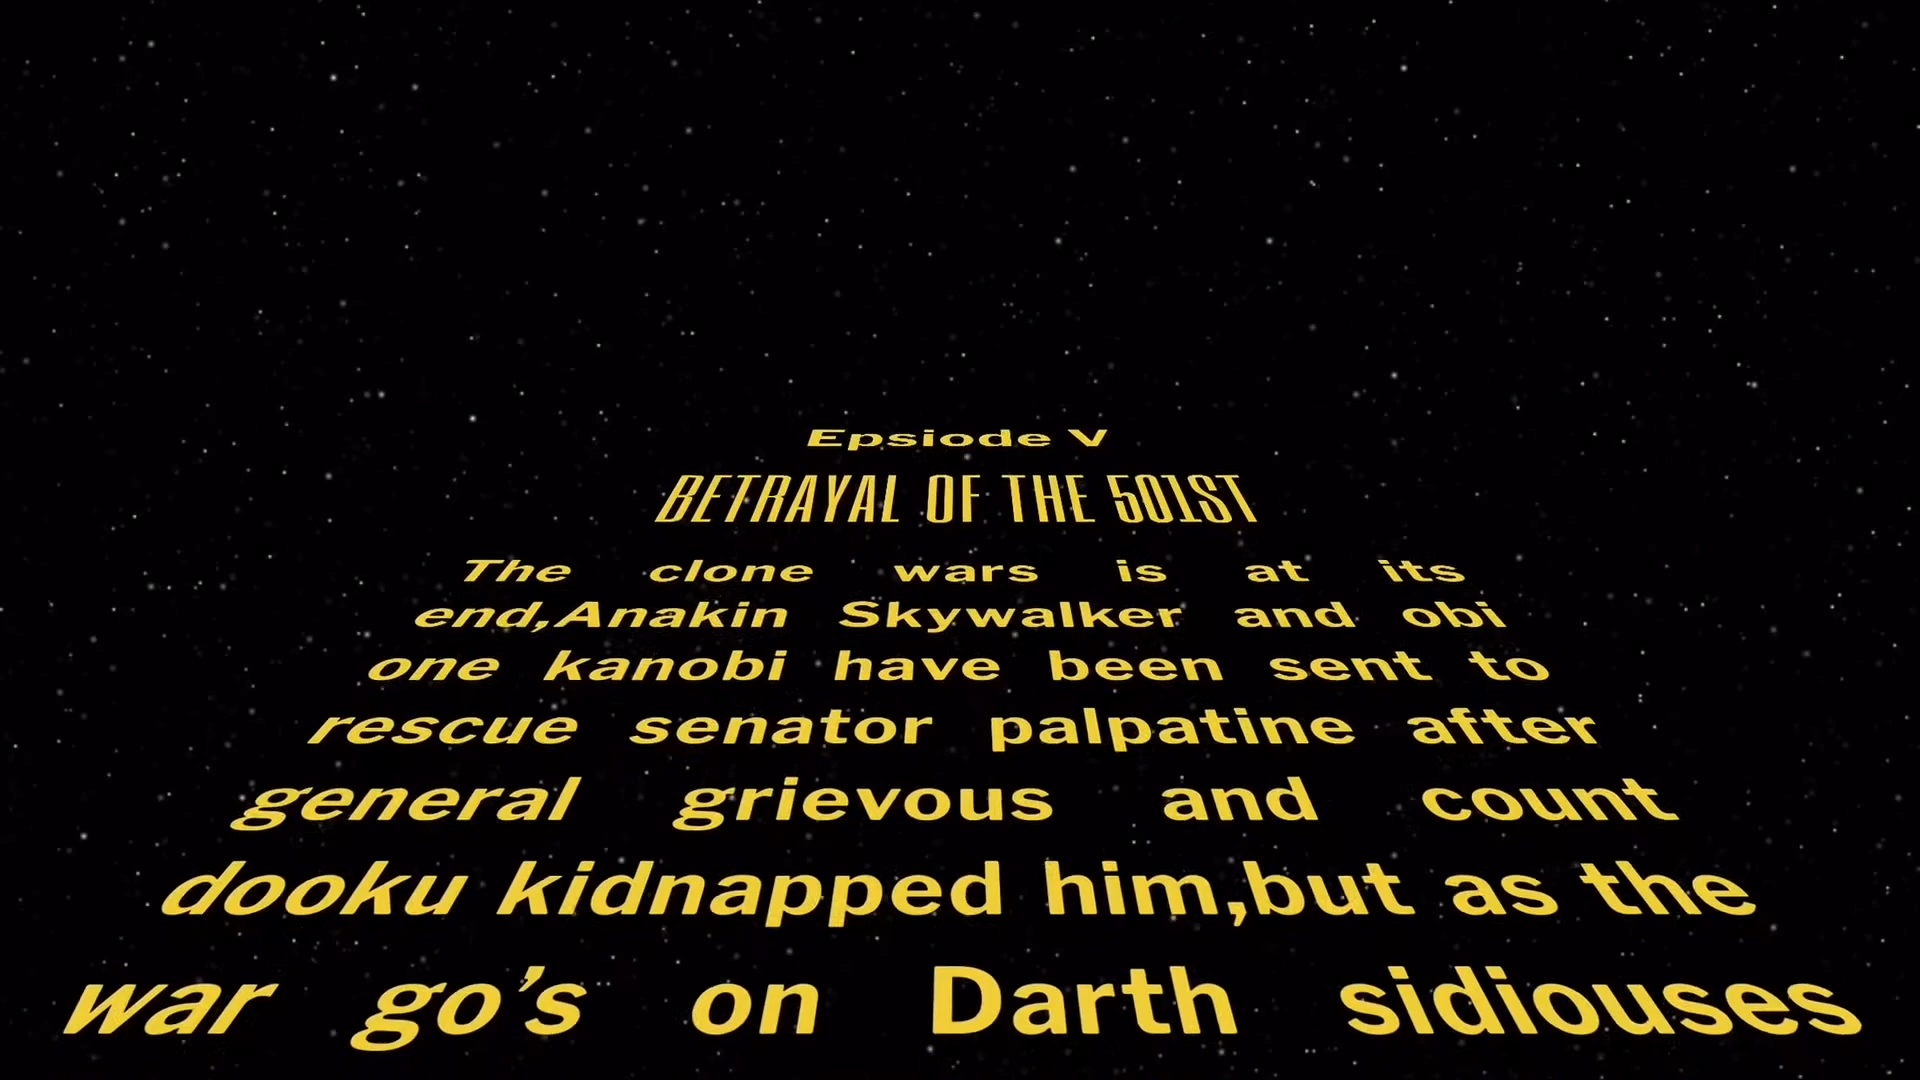 Epsiode V
BETRAYAL OF THE 501ST
The clone wars is at its
end,Anakin Skywalker and obi
one kanobi have been sent to
rescue senator palpatine after
general grievous and count
dooku kidnapped him,but as the
war go’s on Darth sidiouses